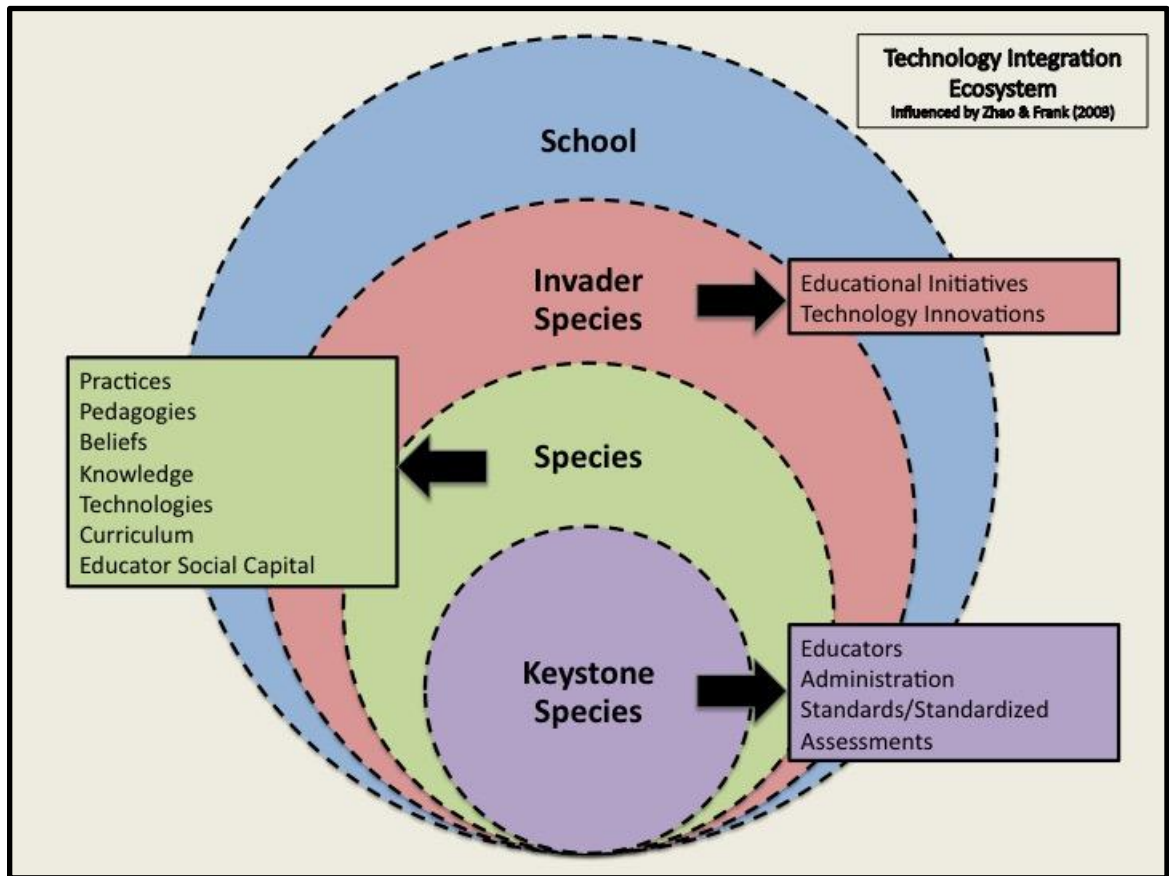 Technology Integration
Ecosystem
Influenced by Zhao & Frank (2003)
School
Invader
Species
Educational Initiatives
Technology Innovations
Practices
Pedagogies
Beliefs
Knowledge
Technologies
Curriculum
Educator Social Capital
Species
Keystone
Species
Educators
Administration
Standards/Standardized
Assessments